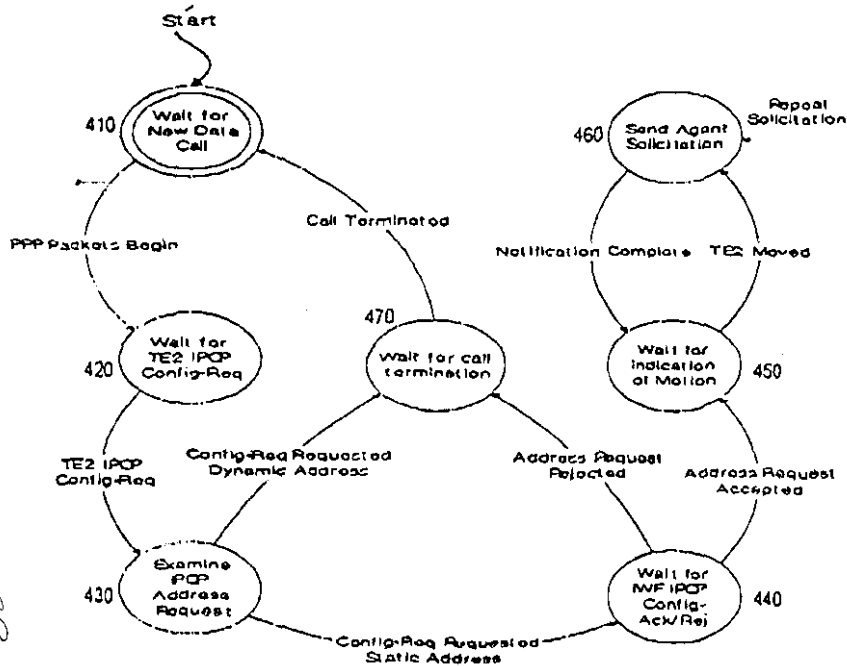 Start
410
Wait for
New Data
Call
PPP Packets Begin
Call Terminated
460
Send Agent
Solicitation
Repeat
Solicitation
Notification Complete
TE2 Moved
420
Wait for
TE2 IPCP
Config-Req
470
Wait for call
termination
Wait for
Indication
of Motion
450
TE2 IPCP
Config-Req
Config-Req Requested
Dynamic Address
Address Request
Rejected
Address Request
Accepted
430
Examine
IPCP
Address
Request
Wait for
IWF IPCP
Config-
Ack/Rej
440
Config-Req Requested
Static Address